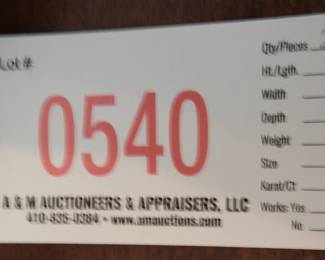 Lot #:
0540
A & M AUCTIONEERS & APPRAISERS, LLC
410-835-0384 • www.amauctions.com
Qty/Pieces
Ht./Lgth.
Width
Depth
Weight
Size
Karat/Ct
Works: Yes
No